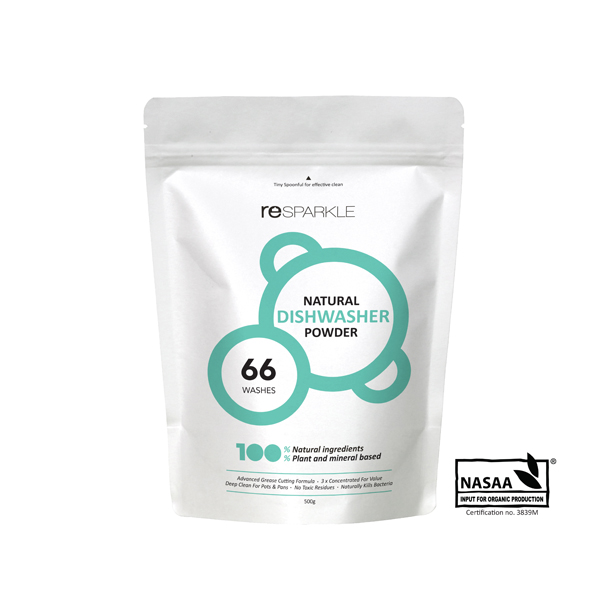 Tiny Spoonful for effective clean
reSPARKLE
NATURAL
DISHWASHER
POWDER
66
WASHES
100% Natural ingredients
% Plant and mineral based
Advanced Grease Cutting Formula - 3 x Concentrated For Value
Deep Clean For Pots & Pans - No Toxic Residues - Naturally Kills Bacteria
500g
NASAA®
INPUT FOR ORGANIC PRODUCTION
Certification no. 3839M